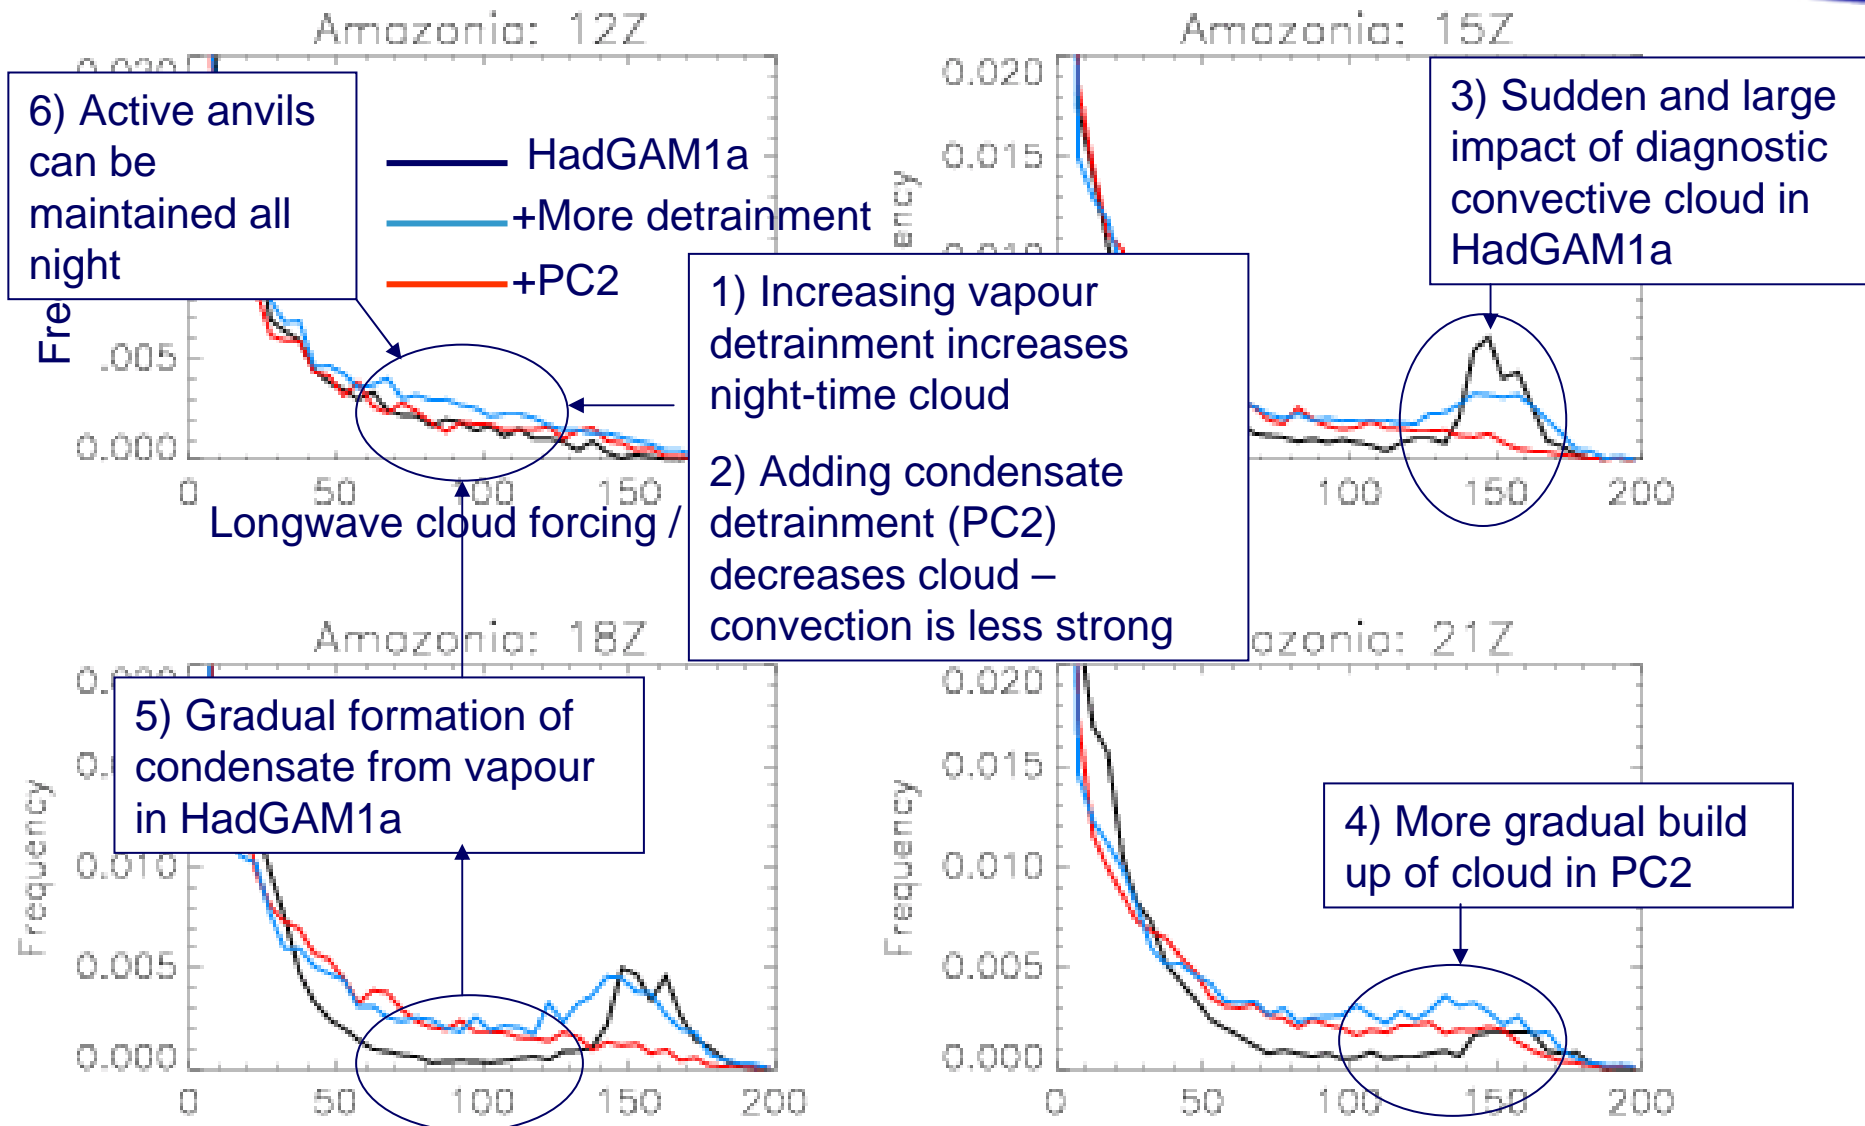 Amazonia: 12Z
6) Active anvils
can be
maintained all
night
HadGAM1a
+More detrainment
+PC2
Fre
.005
0.000
0 50 100 150
Longwave cloud forcing /
Amazonia: 15Z
0.020
0.015
ency
3) Sudden and large
impact of diagnostic
convective cloud in
HadGAM1a
100 150 200
1) Increasing vapour
detrainment increases
night-time cloud
2) Adding condensate
detrainment (PC2)
decreases cloud –
convection is less strong
Amazonia: 18Z
5) Gradual formation of
condensate from vapour
in HadGAM1a
Frequency
0.010
0.005
0.000
0 50 100 150 200
azonia: 21Z
0.020
0.015
0.010
0.005
0.000
Frequency
4) More gradual build
up of cloud in PC2
0 50 100 150 200